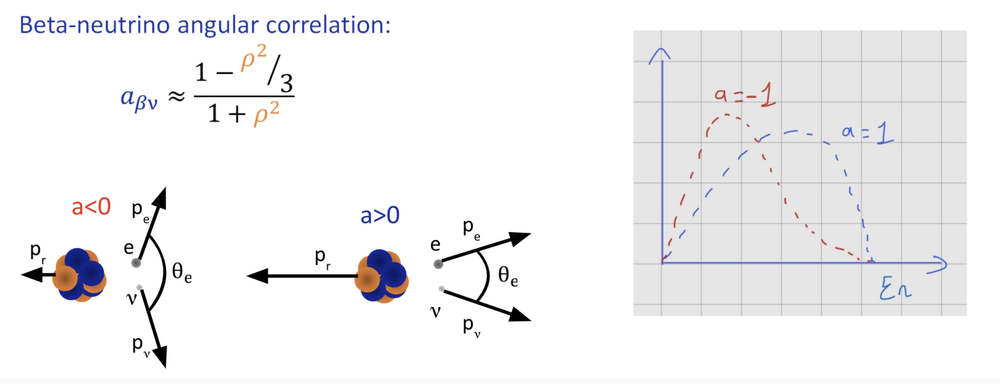 Beta-neutrino angular correlation:
a_βν ≈ (1 − ρ²/3) / (1 + ρ²)
a<0
p_e
p_r
e
θ_e
ν
p_ν
a>0
p_e
e
p_r
θ_e
ν
p_ν
a=-1
a=1
Er